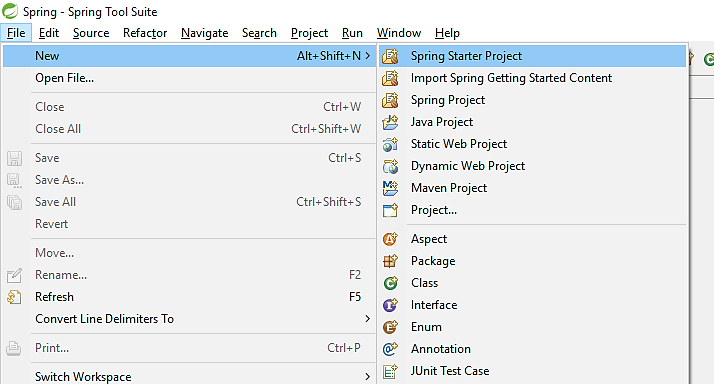 Spring - Spring Tool Suite
File Edit Source Refactor Navigate Search Project Run Window Help
New Alt+Shift+N >
Open File...
Close Ctrl+W
Close All Ctrl+Shift+W
Save Ctrl+S
Save As...
Save All Ctrl+Shift+S
Revert
Move...
Rename... F2
Refresh F5
Convert Line Delimiters To >
Print... Ctrl+P
Switch Workspace >
Spring Starter Project
Import Spring Getting Started Content
Spring Project
Java Project
Static Web Project
Dynamic Web Project
Maven Project
Project...
Aspect
Package
Class
Interface
Enum
Annotation
JUnit Test Case